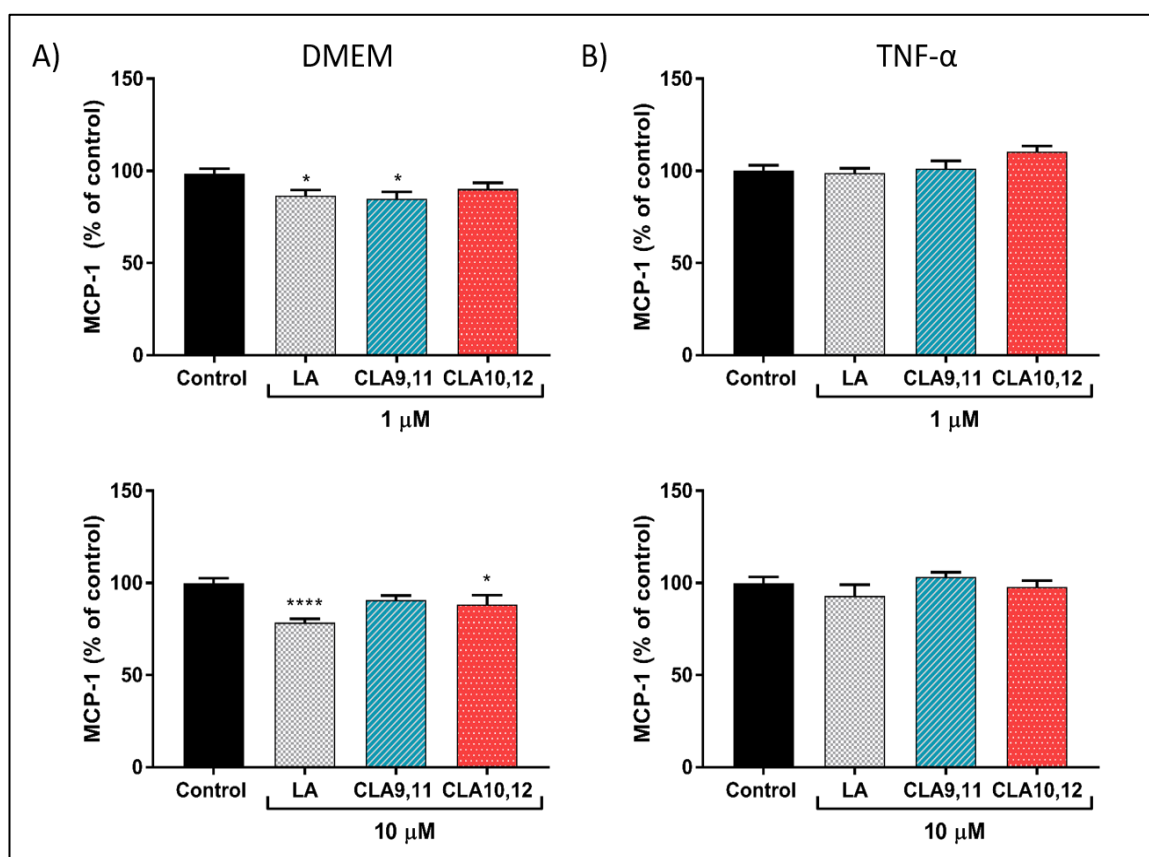 A) DMEM
MCP-1 (% of control)
150
100
50
0
* *
Control LA CLA9,11 CLA10,12
1 μM
B) TNF-α
MCP-1 (% of control)
150
100
50
0
Control LA CLA9,11 CLA10,12
1 μM
MCP-1 (% of control)
150
100
50
0
**** *
Control LA CLA9,11 CLA10,12
10 μM
MCP-1 (% of control)
150
100
50
0
Control LA CLA9,11 CLA10,12
10 μM